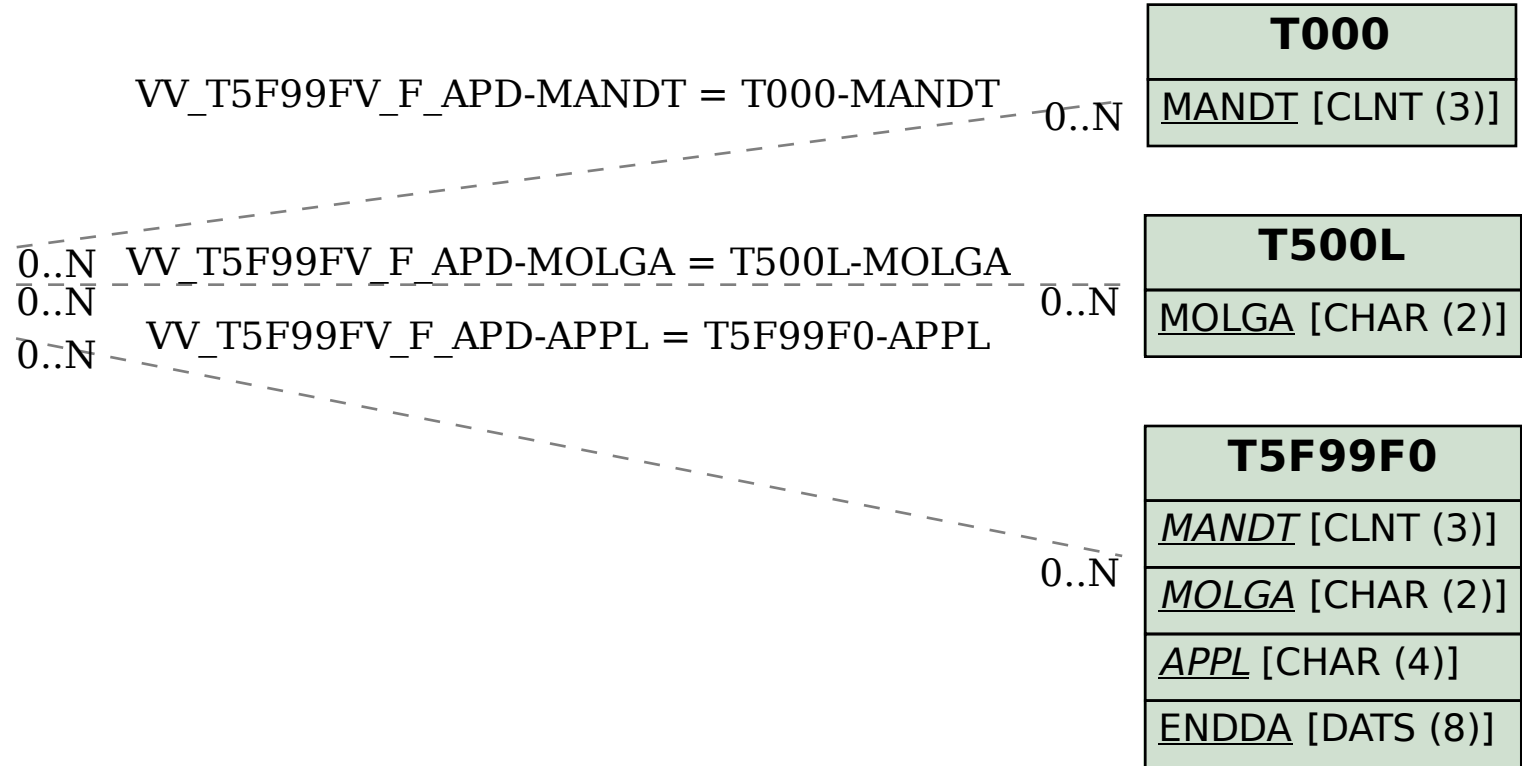 T000
VV_T5F99FV_F_APD-MANDT = T000-MANDT
0..N
MANDT [CLNT (3)]
T500L
0..N
VV_T5F99FV_F_APD-MOLGA = T500L-MOLGA
0..N
0..N
MOLGA [CHAR (2)]
VV_T5F99FV_F_APD-APPL = T5F99F0-APPL
0..N
T5F99F0
MANDT [CLNT (3)]
0..N
MOLGA [CHAR (2)]
APPL [CHAR (4)]
ENDDA [DATS (8)]